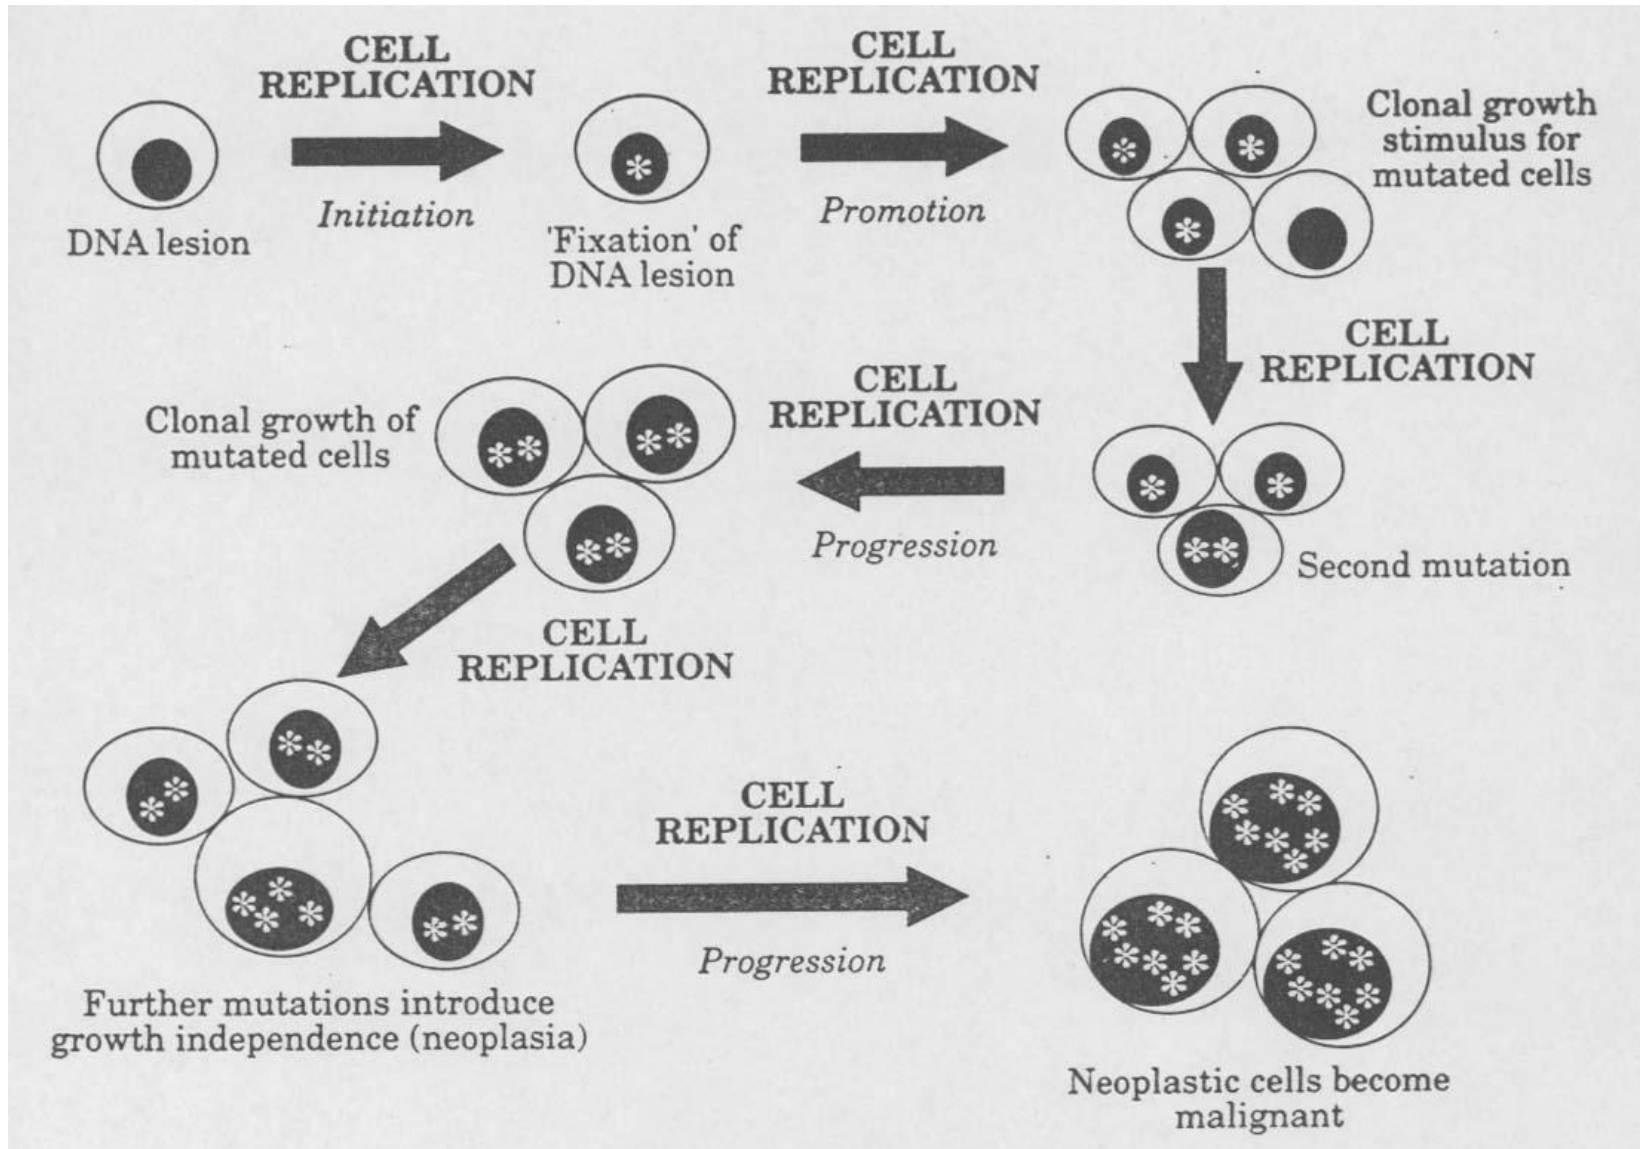 CELL
REPLICATION
Initiation
DNA lesion
'Fixation' of
DNA lesion
CELL
REPLICATION
Promotion
Clonal growth
stimulus for
mutated cells
CELL
REPLICATION
Second mutation
CELL
REPLICATION
Progression
Clonal growth of
mutated cells
CELL
REPLICATION
Further mutations introduce
growth independence (neoplasia)
CELL
REPLICATION
Progression
Neoplastic cells become
malignant